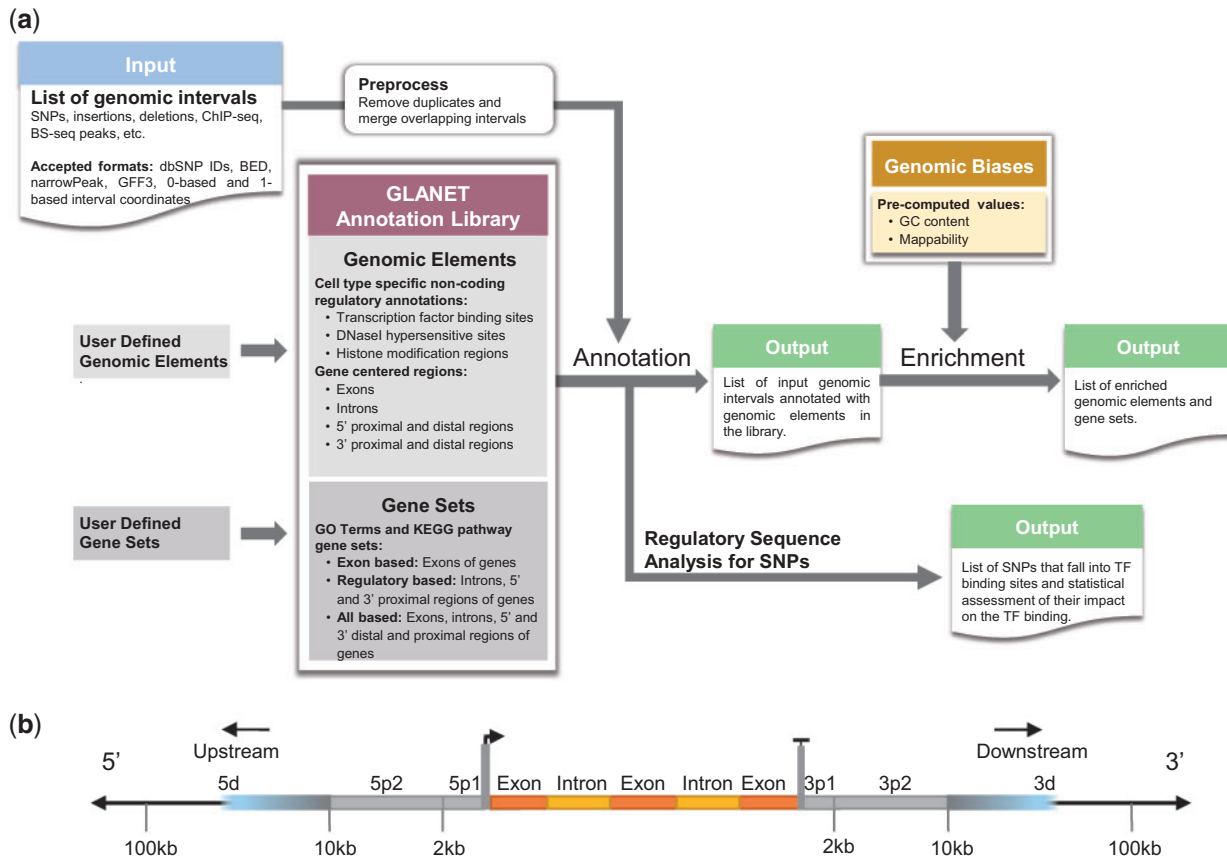 (a)
Input
List of genomic intervals
SNPs, insertions, deletions, ChIP-seq,
BS-seq peaks, etc.
Accepted formats: dbSNP IDs, BED,
narrowPeak, GFF3, 0-based and 1-
based interval coordinates
Preprocess
Remove duplicates and
merge overlapping intervals
GLANET
Annotation Library
Genomic Elements
Cell type specific non-coding
regulatory annotations:
• Transcription factor binding sites
• DNaseI hypersensitive sites
• Histone modification regions
Gene centered regions:
• Exons
• Introns
• 5' proximal and distal regions
• 3' proximal and distal regions
Gene Sets
GO Terms and KEGG pathway
gene sets:
• Exon based: Exons of genes
• Regulatory based: Introns, 5'
and 3' proximal regions of genes
• All based: Exons, introns, 5' and
3' distal and proximal regions of
genes
User Defined
Genomic Elements
.
User Defined
Gene Sets
Annotation
Output
List of input genomic
intervals annotated with
genomic elements in
the library.
Genomic Biases
Pre-computed values:
• GC content
• Mappability
Enrichment
Output
List of enriched
genomic elements and
gene sets.
Regulatory Sequence
Analysis for SNPs
Output
List of SNPs that fall into TF
binding sites and statistical
assessment of their impact
on the TF binding.
(b)
5’
Upstream
Downstream
3’
5d
5p2
5p1
Exon
Intron
Exon
Intron
Exon
3p1
3p2
3d
100kb
10kb
2kb
2kb
10kb
100kb